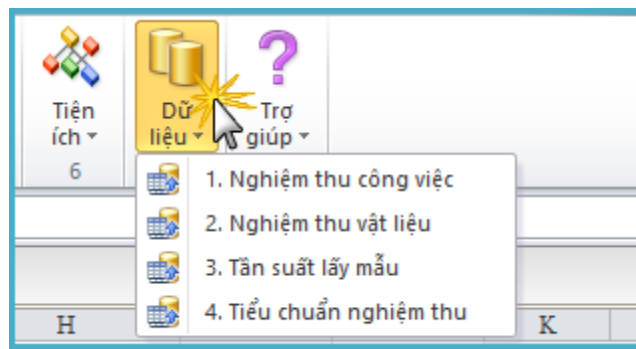 Tiện
ích
6
Dữ
liệu
Trợ
giúp
1. Nghiệm thu công việc
2. Nghiệm thu vật liệu
3. Tần suất lấy mẫu
4. Tiểu chuẩn nghiệm thu
H
K